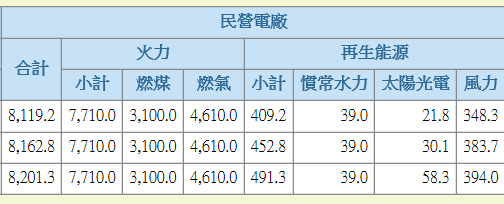 民營電廠
合計 火力 再生能源
小計 燃煤 燃氣 小計 慣常水力 太陽光電 風力
8,119.2 7,710.0 3,100.0 4,610.0 409.2 39.0 21.8 348.3
8,162.8 7,710.0 3,100.0 4,610.0 452.8 39.0 30.1 383.7
8,201.3 7,710.0 3,100.0 4,610.0 491.3 39.0 58.3 394.0